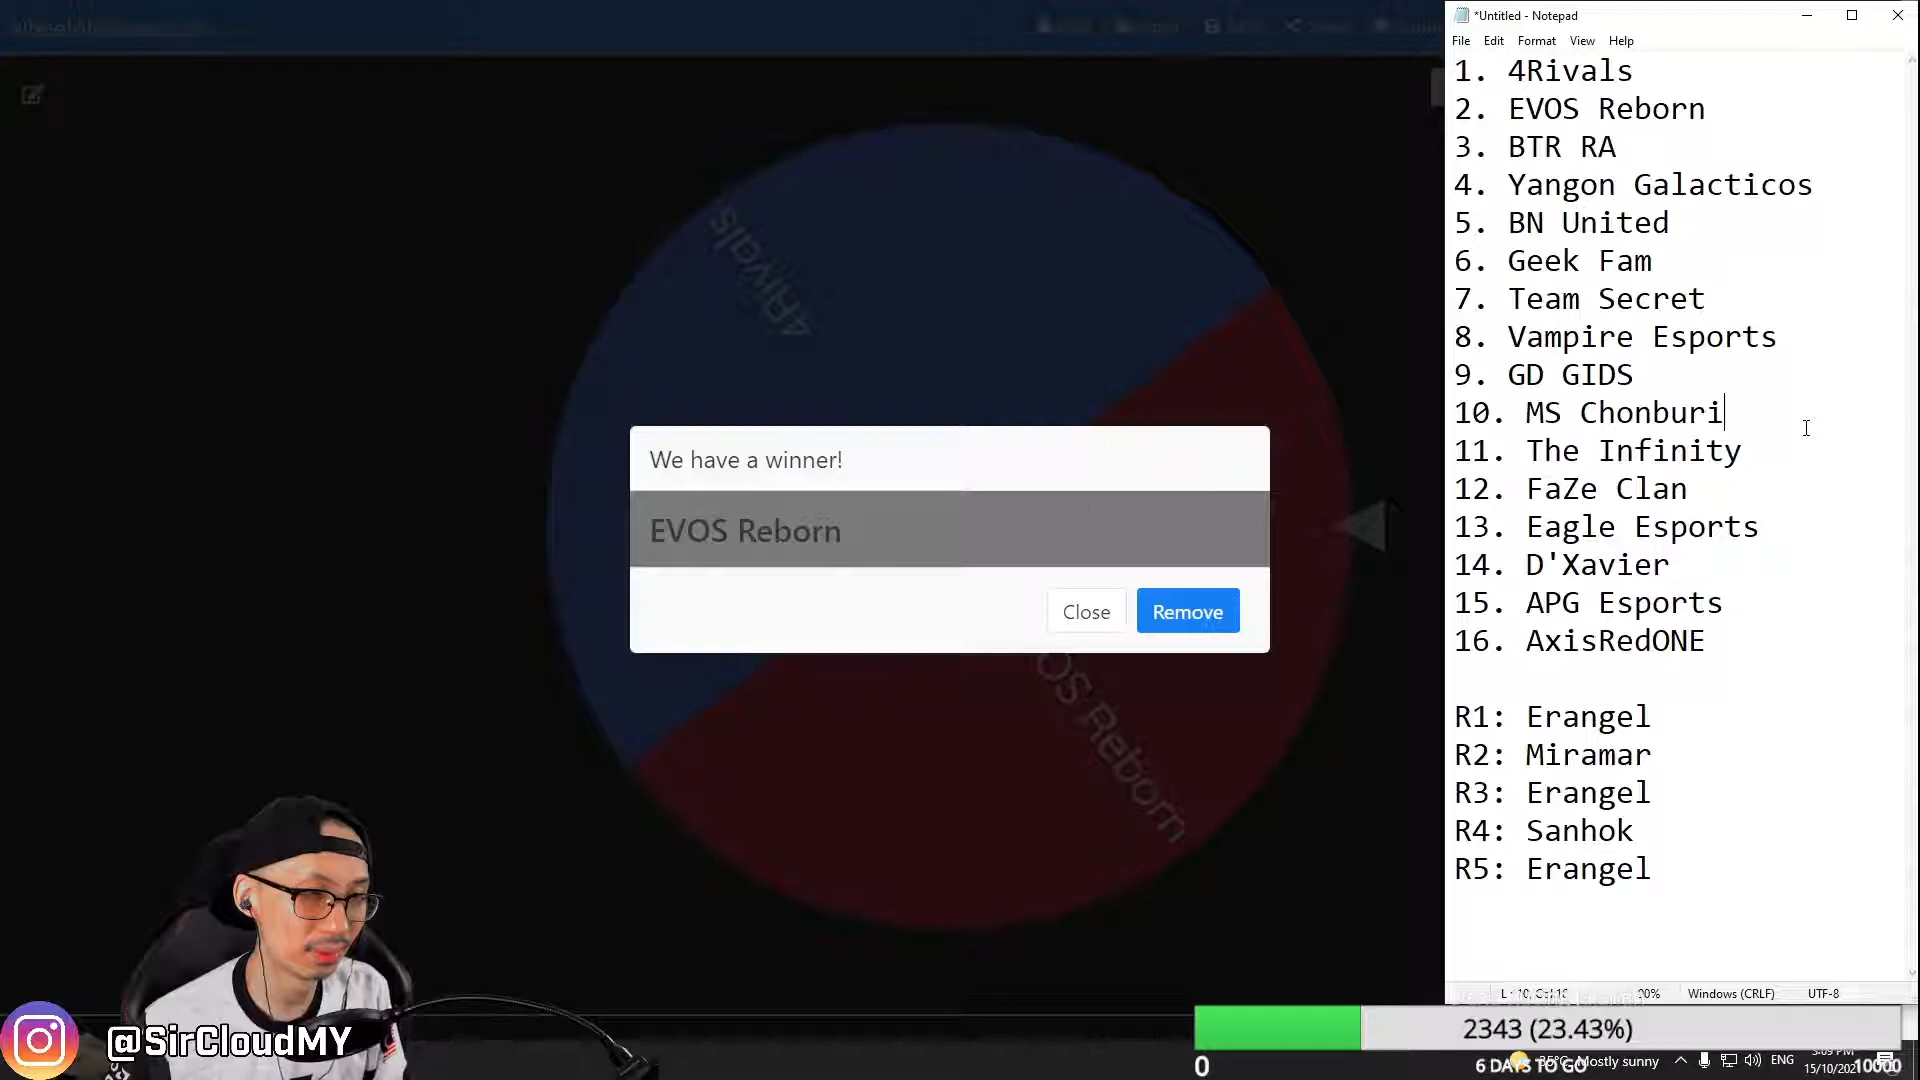 *Untitled - Notepad
File Edit Format View Help
1. 4Rivals
2. EVOS Reborn
3. BTR RA
4. Yangon Galacticos
5. BN United
6. Geek Fam
7. Team Secret
8. Vampire Esports
9. GD GIDS
10. MS Chonburi
11. The Infinity
12. FaZe Clan
13. Eagle Esports
14. D'Xavier
15. APG Esports
16. AxisRedONE
R1: Erangel
R2: Miramar
R3: Erangel
R4: Sanhok
R5: Erangel
Windows (CRLF) UTF-8
4Rivals
We have a winner!
EVOS Reborn
Close Remove
OS Reborn
@SirCloudMY
2343 (23.43%)
0 6 DAYS TO GO 10000
35°C Mostly sunny ENG